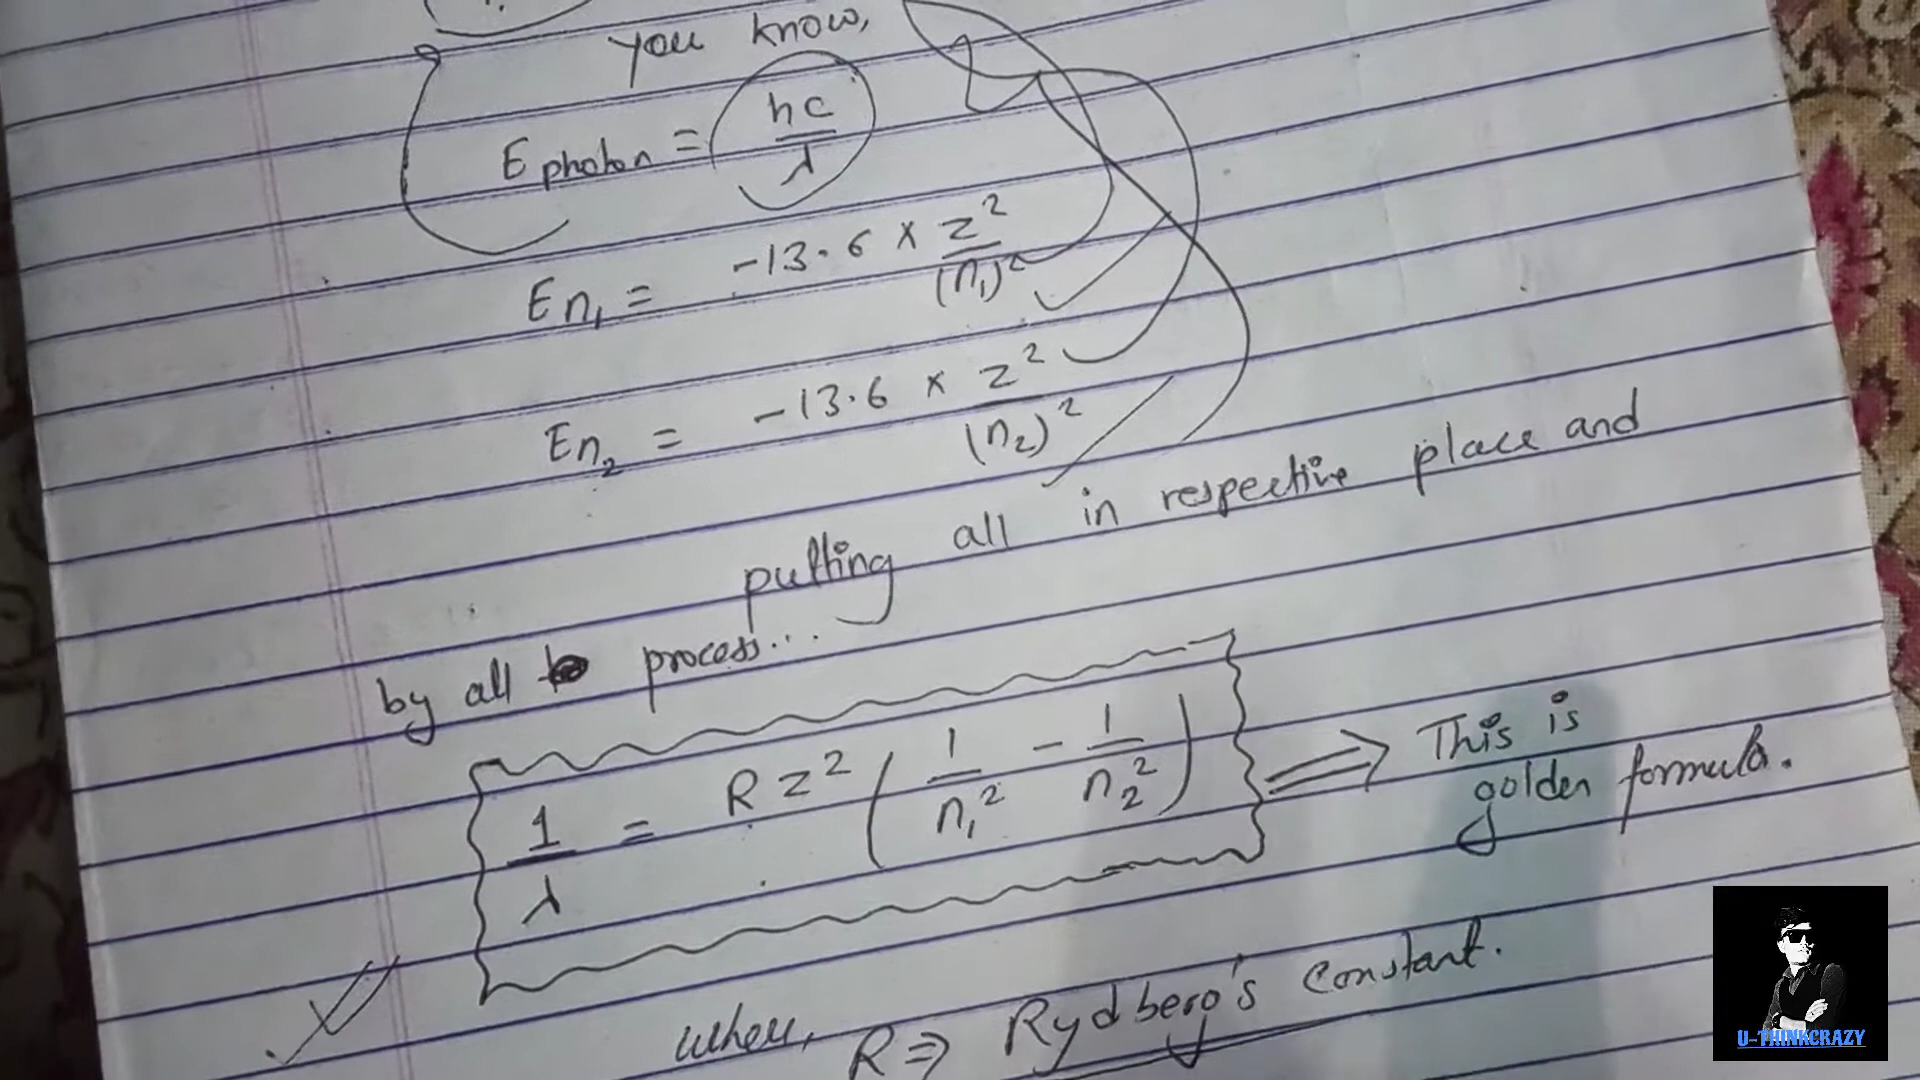 you know,
E photon = hc/λ
En₁ = -13.6 × z²/(n₁)²
En₂ = -13.6 × z²/(n₂)²
putting all in respective place and
by all process...
1/λ = R z² (1/n₁² - 1/n₂²) ⇒ This is
golden formula.
when, R ⇒ Rydberg's Constant.
U-THINKCRAZY